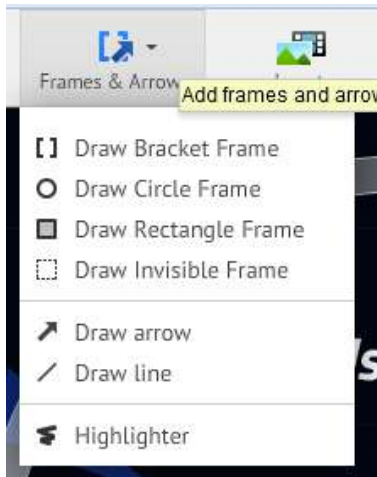 Frames & Arrow
Add frames and arrow
Draw Bracket Frame
Draw Circle Frame
Draw Rectangle Frame
Draw Invisible Frame
Draw arrow
Draw line
Highlighter